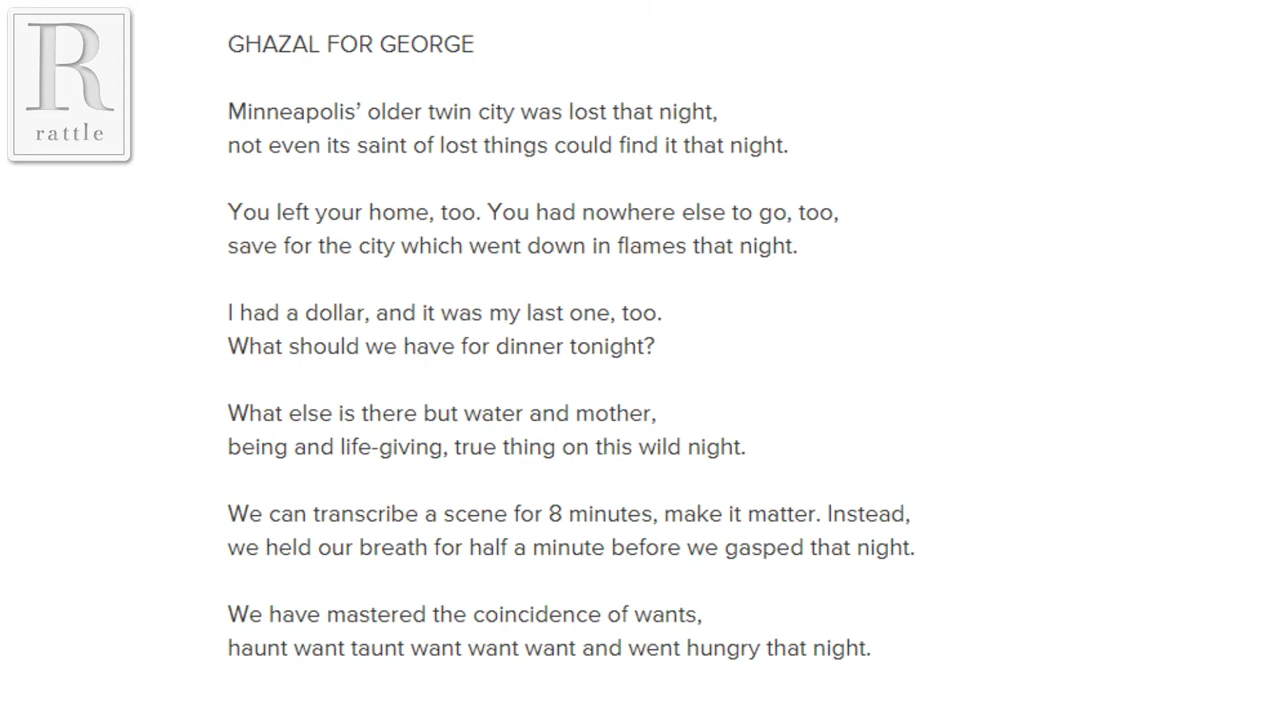 R
rattle
GHAZAL FOR GEORGE
Minneapolis’ older twin city was lost that night,
not even its saint of lost things could find it that night.
You left your home, too. You had nowhere else to go, too,
save for the city which went down in flames that night.
I had a dollar, and it was my last one, too.
What should we have for dinner tonight?
What else is there but water and mother,
being and life-giving, true thing on this wild night.
We can transcribe a scene for 8 minutes, make it matter. Instead,
we held our breath for half a minute before we gasped that night.
We have mastered the coincidence of wants,
haunt want taunt want want want and went hungry that night.